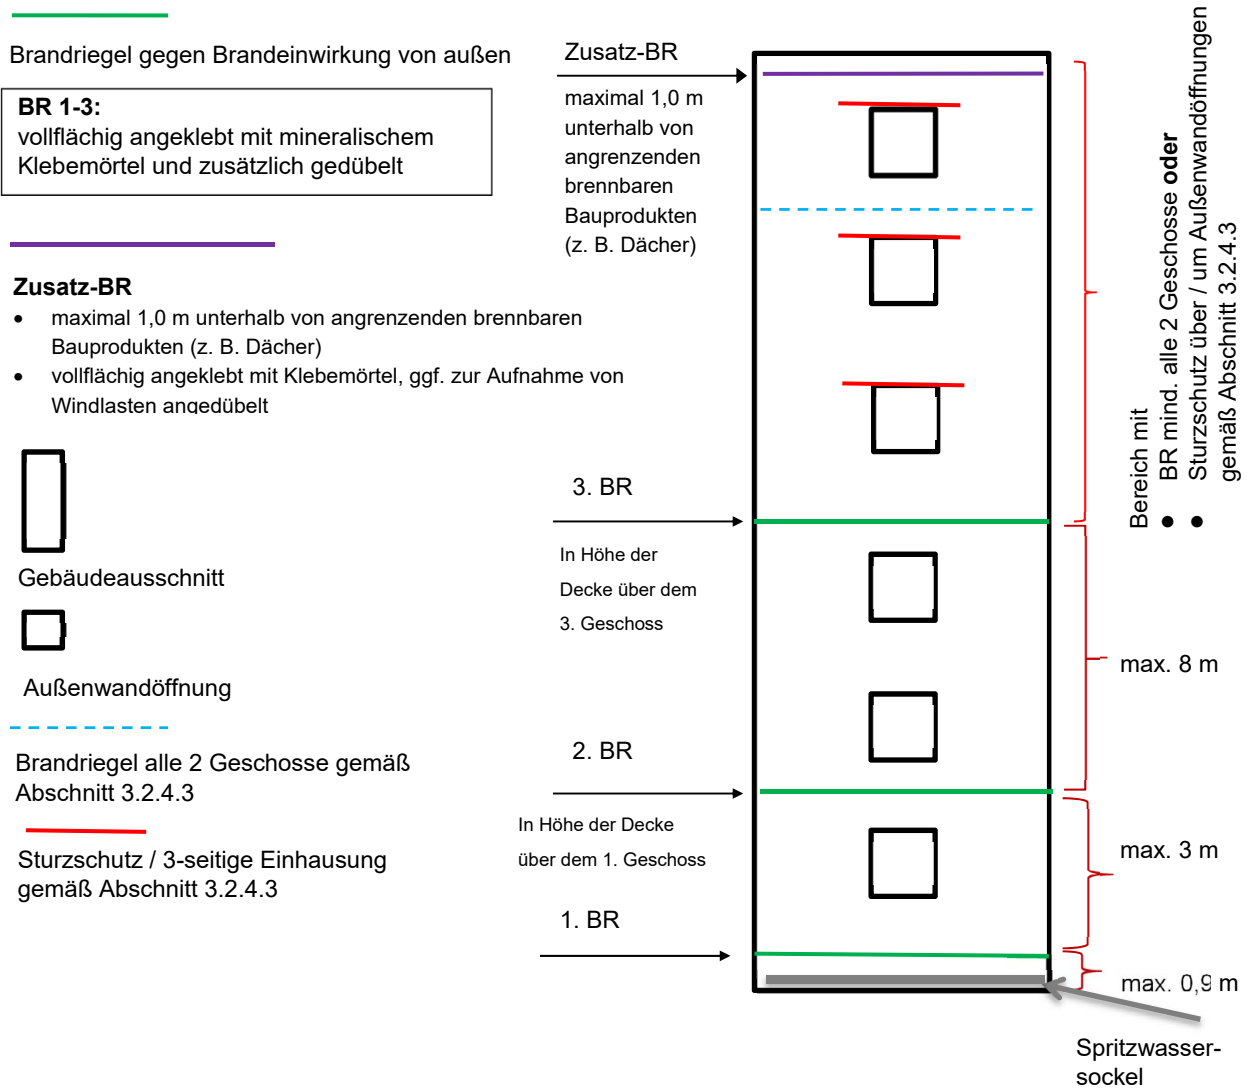 Brandriegel gegen Brandeinwirkung von außen
BR 1-3:
vollflächig angeklebt mit mineralischem
Klebemörtel und zusätzlich gedübelt
Zusatz-BR
• maximal 1,0 m unterhalb von angrenzenden brennbaren
Bauprodukten (z. B. Dächer)
• vollflächig angeklebt mit Klebemörtel, ggf. zur Aufnahme von
Windlasten angedübelt
Gebäudeausschnitt
Außenwandöffnung
Brandriegel alle 2 Geschosse gemäß
Abschnitt 3.2.4.3
Sturzschutz / 3-seitige Einhausung
gemäß Abschnitt 3.2.4.3
Zusatz-BR
maximal 1,0 m
unterhalb von
angrenzenden
brennbaren
Bauprodukten
(z. B. Dächer)
3. BR
In Höhe der
Decke über dem
3. Geschoss
2. BR
In Höhe der Decke
über dem 1. Geschoss
1. BR
Bereich mit
• BR mind. alle 2 Geschosse oder
• Sturzschutz über / um Außenwandöffnungen
gemäß Abschnitt 3.2.4.3
max. 8 m
max. 3 m
max. 0,9 m
Spritzwasser-
sockel